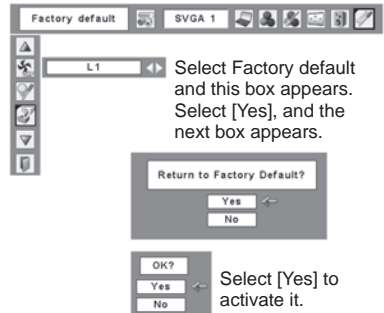 Factory default
SVGA 1
L1
Select Factory default
and this box appears.
Select [Yes], and the
next box appears.
Return to Factory Default?
Yes
No
OK?
Yes
No
Select [Yes] to
activate it.